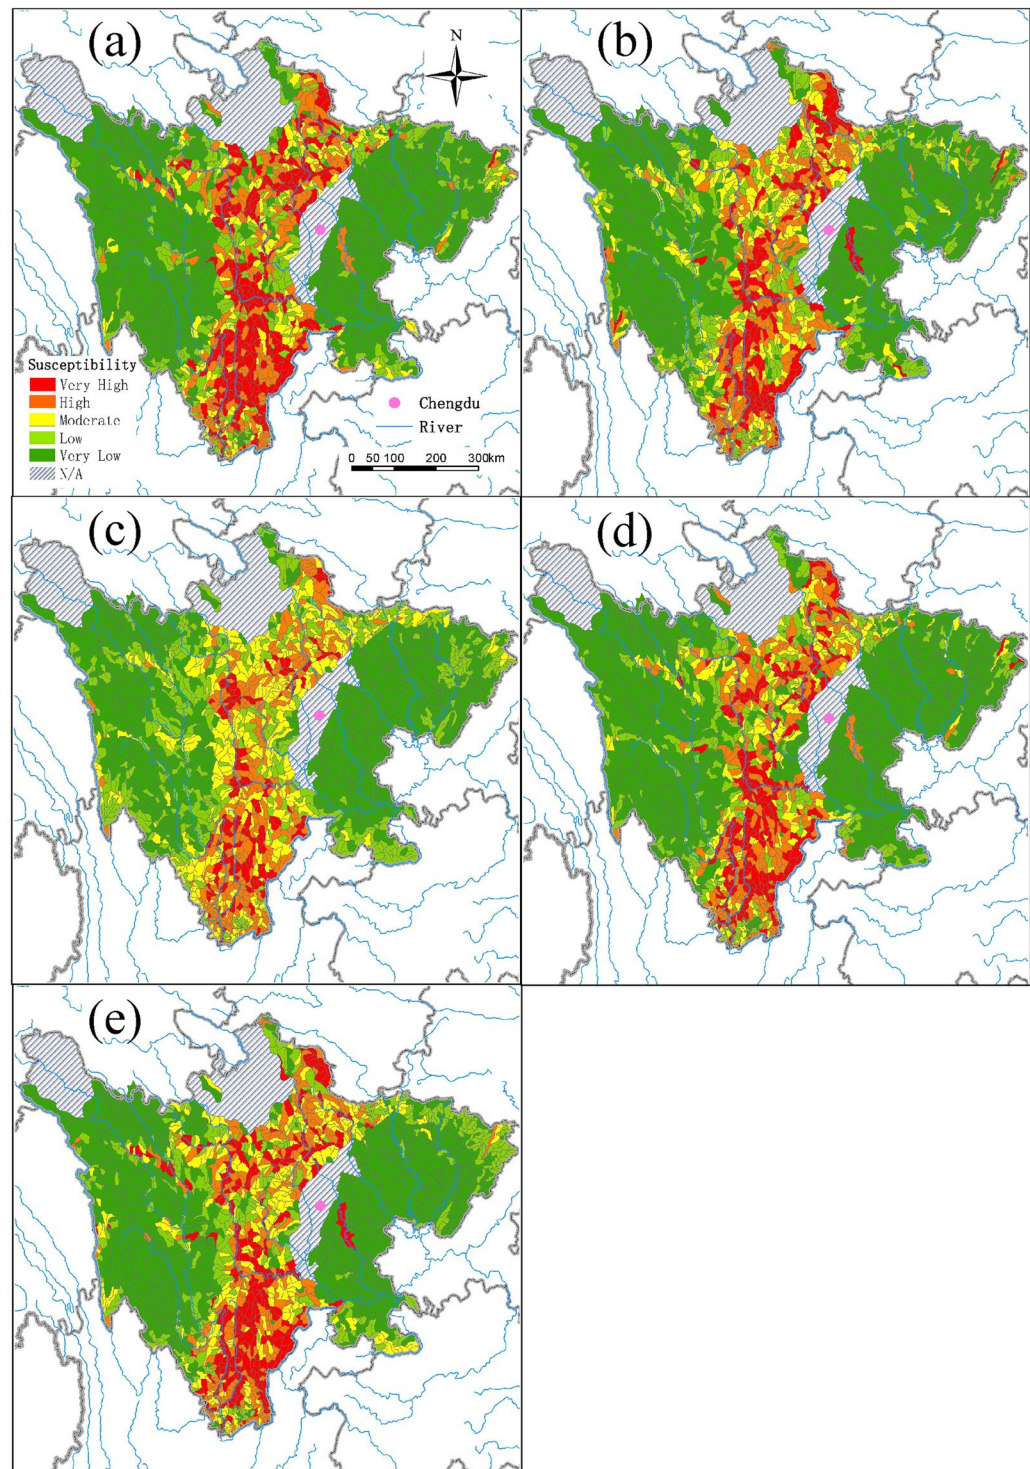 (a)
N
Susceptibility
Very High
High
Moderate
Low
Very Low
N/A
Chengdu
River
0 50 100 200 300km
(b)
(c)
(d)
(e)